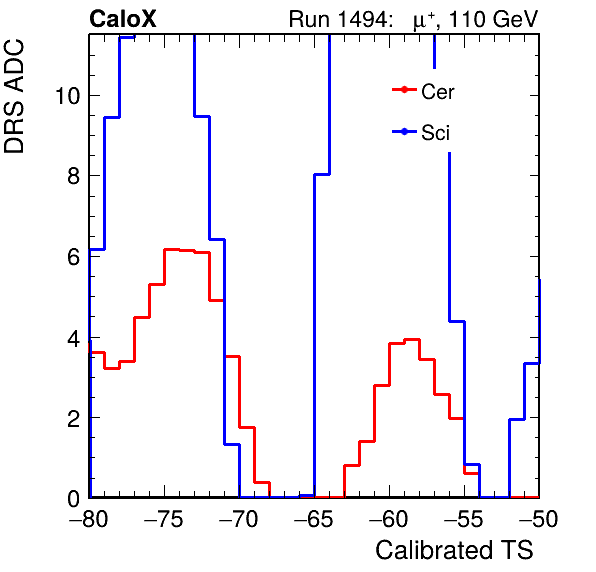 CaloX Run 1494: μ⁺, 110 GeV
DRS ADC
10
8
6
4
2
0
Cer
Sci
−80 −75 −70 −65 −60 −55 −50
Calibrated TS